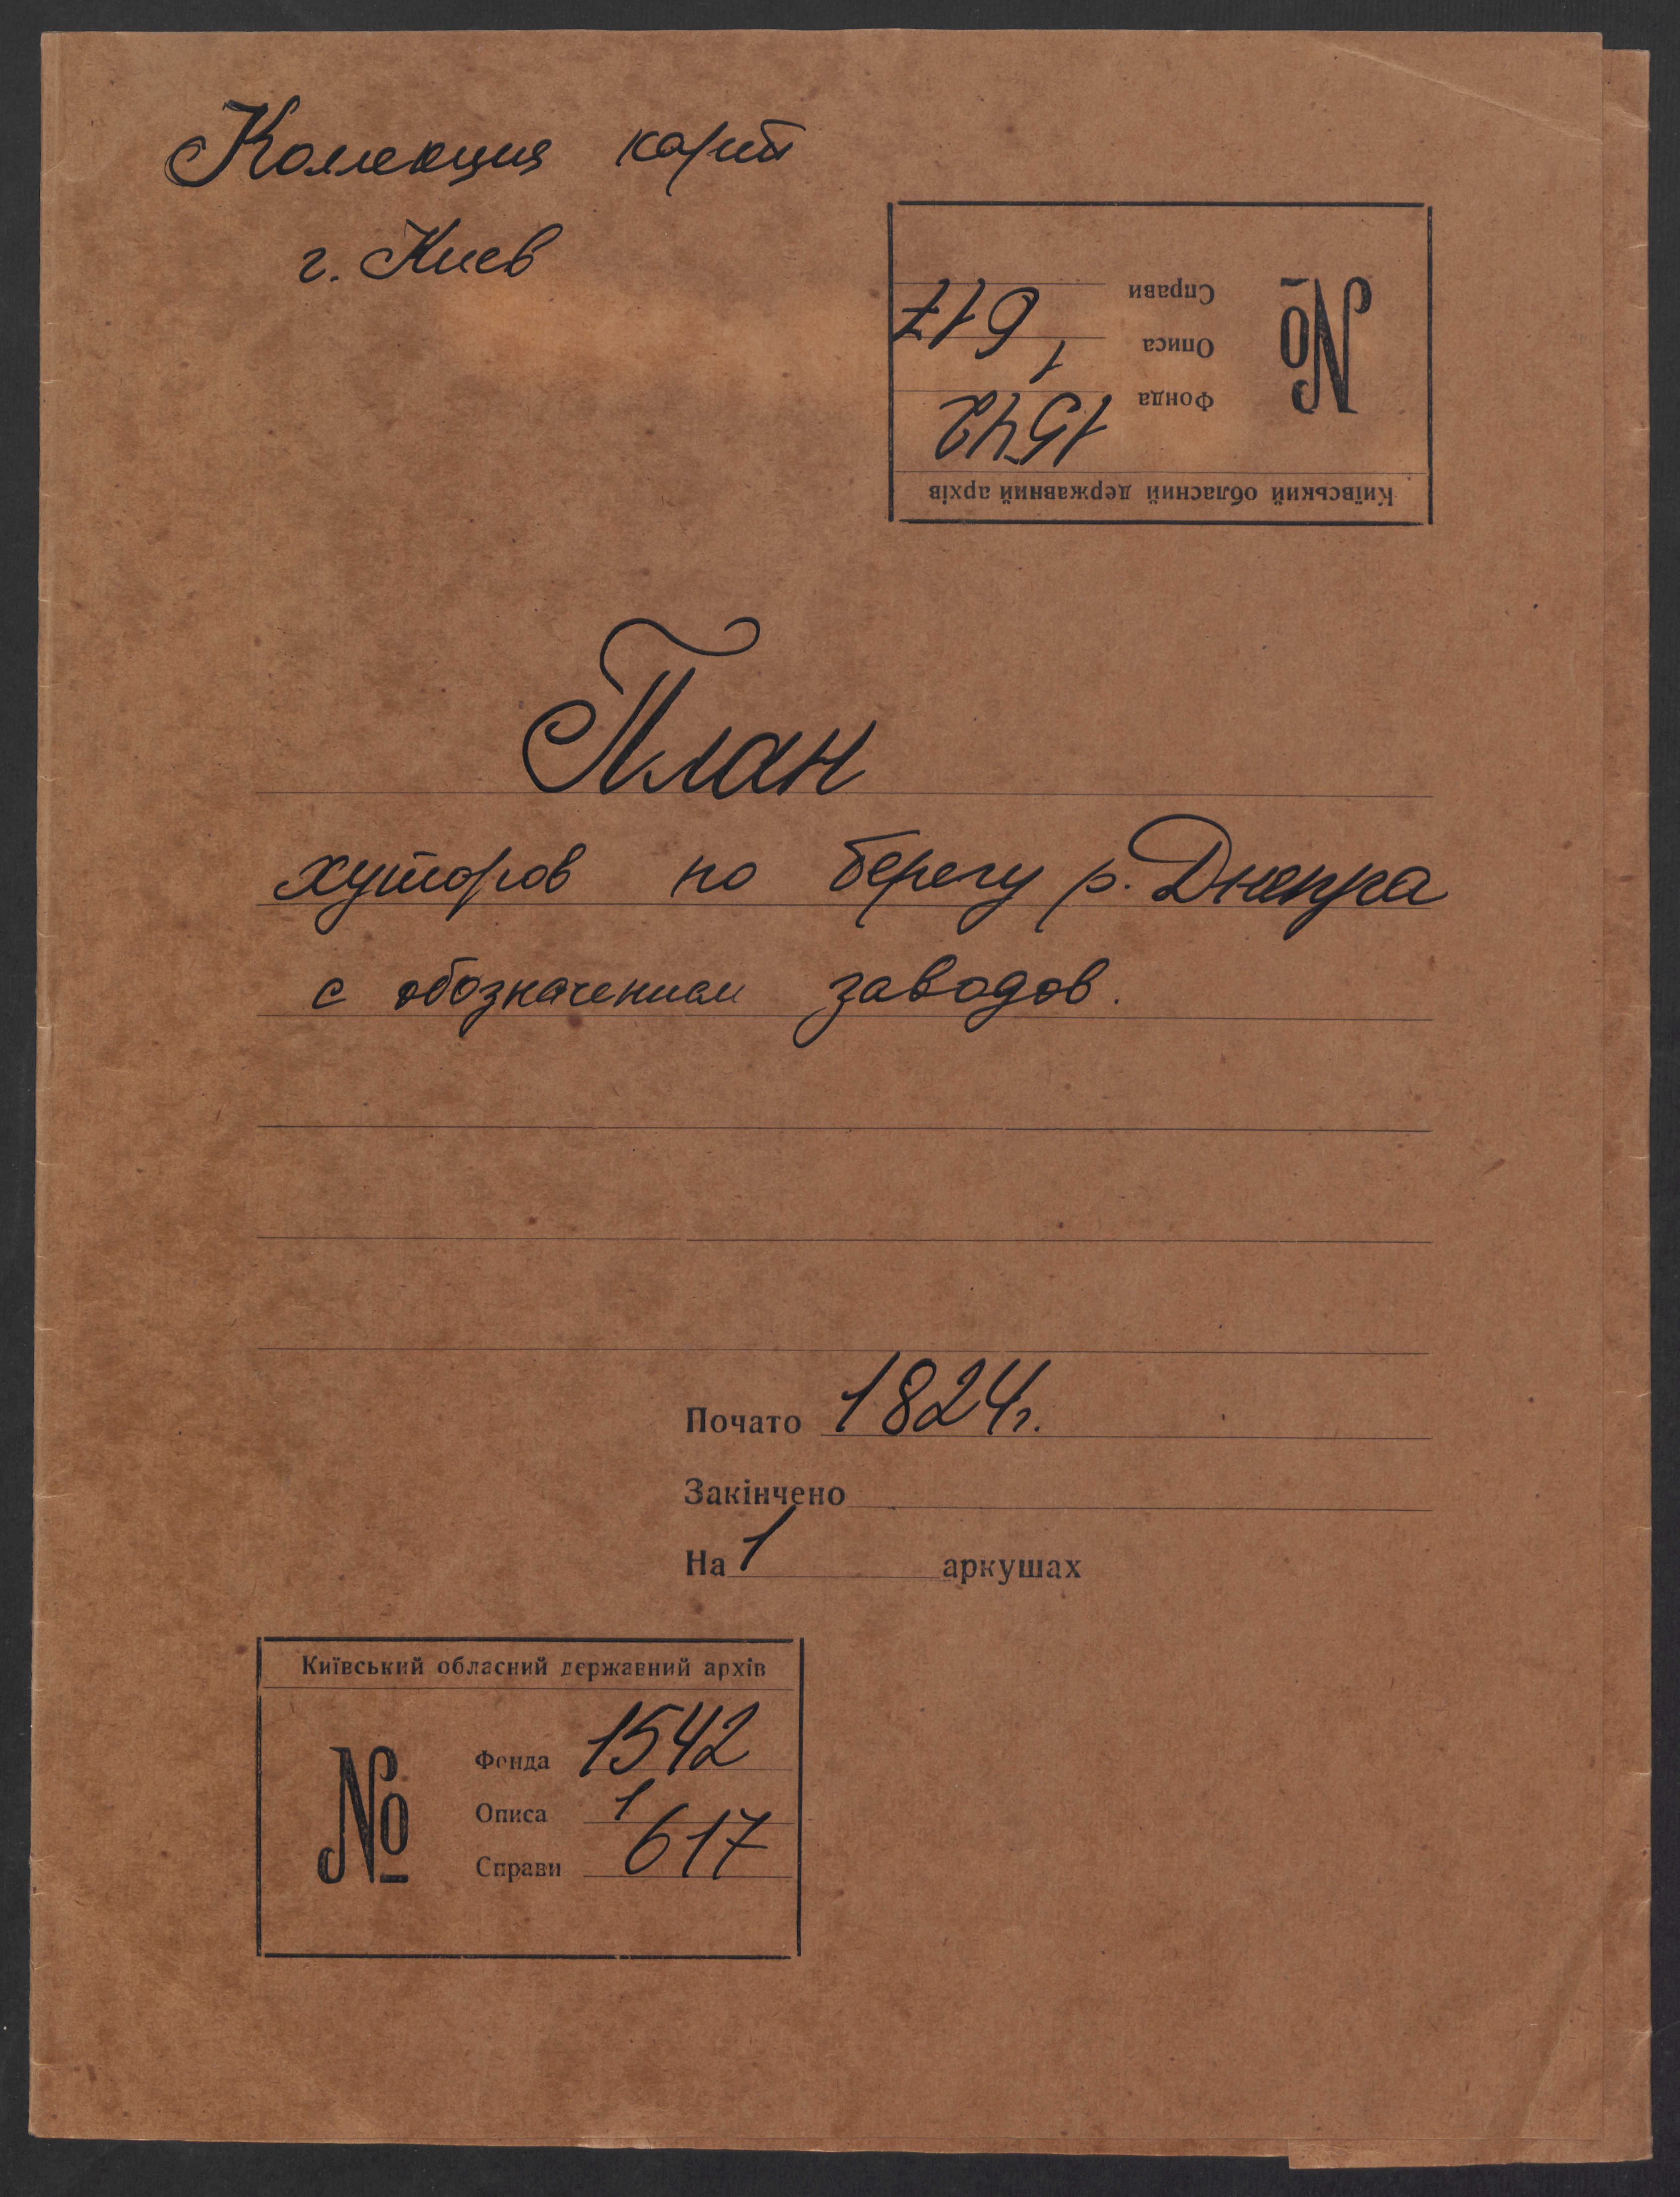 Коллекция карт
г. Киев
Київський обласний державний архів
№
Фонда 1542
Описа 1
Справи 617
План
хуторов по берегу р. Днепра
с обозначением заводов.
Почато 1824г.
Закінчено
На 1 аркушах
Київський обласний державний архів
№
Фонда 1542
Описа 1
Справи 617